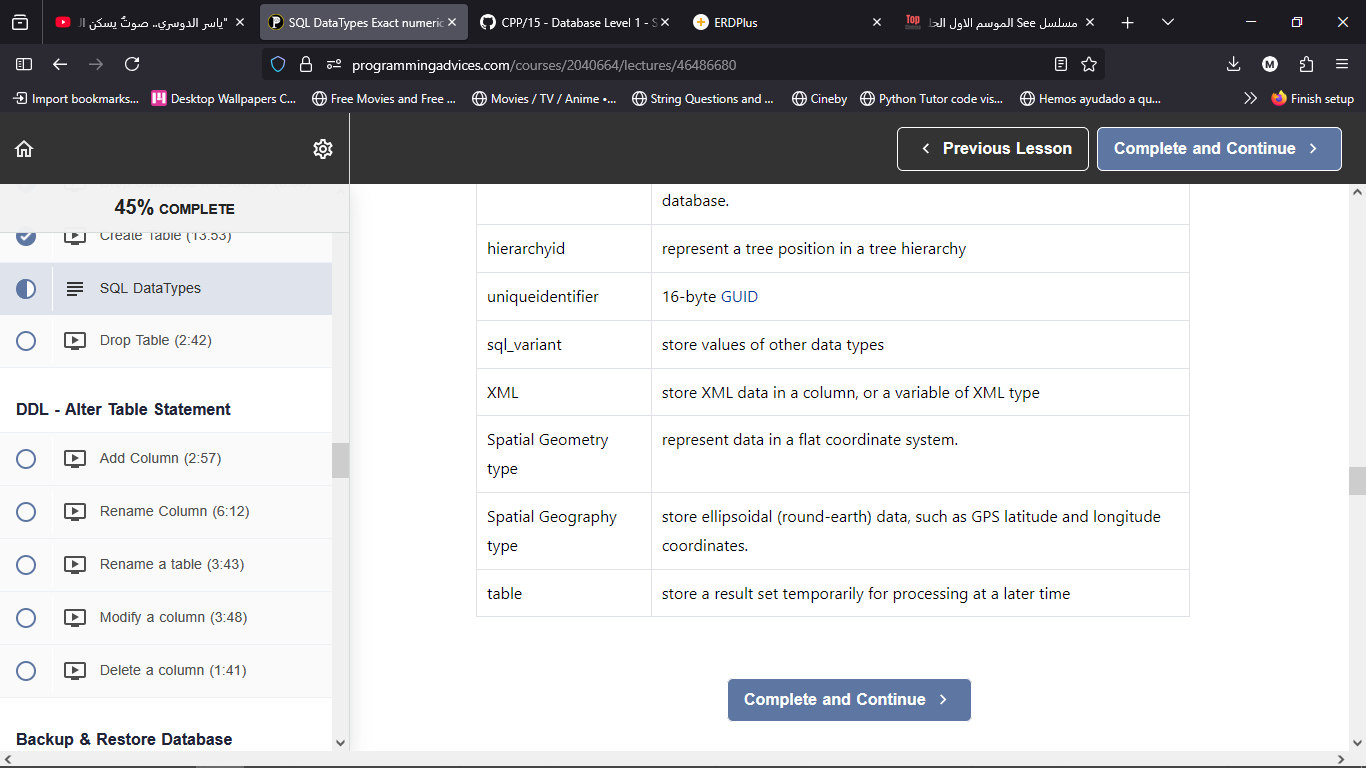 "ياسر الدوسري.. صوتٌ يسكن ال
SQL DataTypes Exact numeric
CPP/15 - Database Level 1 - S
ERDPlus
Top
مسلسل See الموسم الاول الحل
programmingadvices.com/courses/2040664/lectures/46486680
M
Import bookmarks...
Desktop Wallpapers C...
Free Movies and Free ...
Movies / TV / Anime •...
String Questions and ...
Cineby
Python Tutor code vis...
Hemos ayudado a qu...
Finish setup
Previous Lesson
Complete and Continue
45% COMPLETE
Create Table (13:53)
SQL DataTypes
Drop Table (2:42)
DDL - Alter Table Statement
Add Column (2:57)
Rename Column (6:12)
Rename a table (3:43)
Modify a column (3:48)
Delete a column (1:41)
Backup & Restore Database
database.
hierarchyid
represent a tree position in a tree hierarchy
uniqueidentifier
16-byte GUID
sql_variant
store values of other data types
XML
store XML data in a column, or a variable of XML type
Spatial Geometry
type
represent data in a flat coordinate system.
Spatial Geography
type
store ellipsoidal (round-earth) data, such as GPS latitude and longitude
coordinates.
table
store a result set temporarily for processing at a later time
Complete and Continue